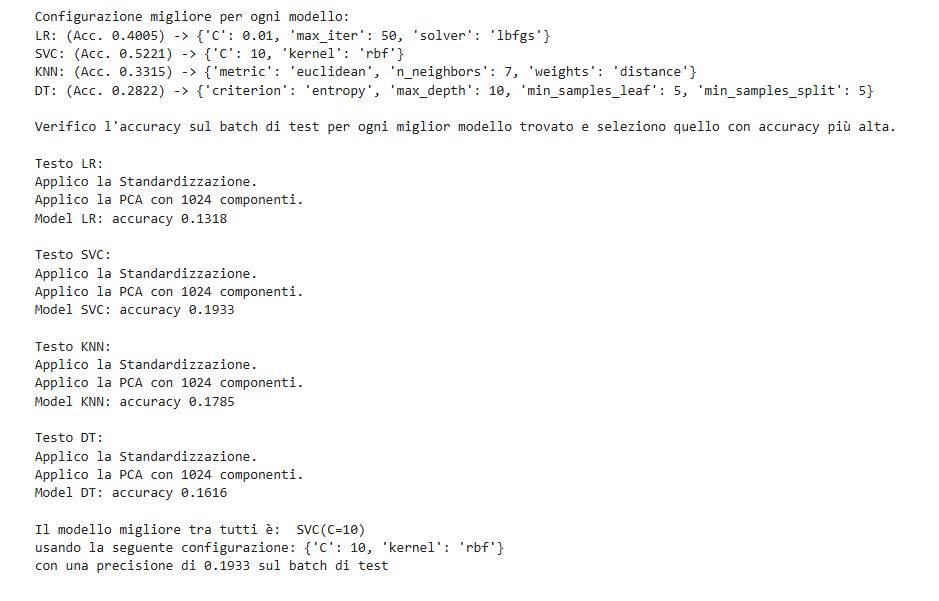 Configurazione migliore per ogni modello:
LR: (Acc. 0.4005) -> {'C': 0.01, 'max_iter': 50, 'solver': 'lbfgs'}
SVC: (Acc. 0.5221) -> {'C': 10, 'kernel': 'rbf'}
KNN: (Acc. 0.3315) -> {'metric': 'euclidean', 'n_neighbors': 7, 'weights': 'distance'}
DT: (Acc. 0.2822) -> {'criterion': 'entropy', 'max_depth': 10, 'min_samples_leaf': 5, 'min_samples_split': 5}
Verifico l'accuracy sul batch di test per ogni miglior modello trovato e seleziono quello con accuracy più alta.
Testo LR:
Applico la Standardizzazione.
Applico la PCA con 1024 componenti.
Model LR: accuracy 0.1318
Testo SVC:
Applico la Standardizzazione.
Applico la PCA con 1024 componenti.
Model SVC: accuracy 0.1933
Testo KNN:
Applico la Standardizzazione.
Applico la PCA con 1024 componenti.
Model KNN: accuracy 0.1785
Testo DT:
Applico la Standardizzazione.
Applico la PCA con 1024 componenti.
Model DT: accuracy 0.1616
Il modello migliore tra tutti è:  SVC(C=10)
usando la seguente configurazione: {'C': 10, 'kernel': 'rbf'}
con una precisione di 0.1933 sul batch di test